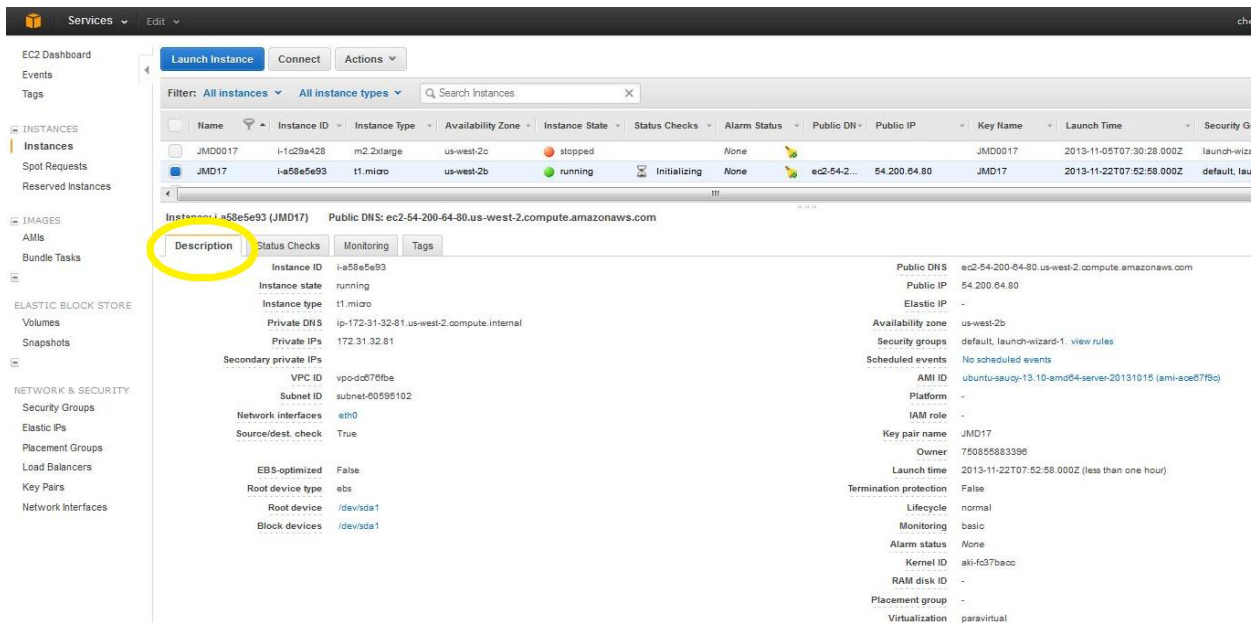 Services Edit che
EC2 Dashboard
Events
Tags
INSTANCES
Instances
Spot Requests
Reserved Instances
IMAGES
AMIs
Bundle Tasks
ELASTIC BLOCK STORE
Volumes
Snapshots
NETWORK & SECURITY
Security Groups
Elastic IPs
Placement Groups
Load Balancers
Key Pairs
Network Interfaces
Launch Instance Connect Actions
Filter: All instances All instance types Search Instances X
Name Instance ID Instance Type Availability Zone Instance State Status Checks Alarm Status Public DN Public IP Key Name Launch Time Security G
JMD0017 i-1c29a428 m2.2xlarge us-west-2c stopped None JMD0017 2013-11-05T07:30:28.000Z launch-wiza
JMD17 i-a58e5e93 t1.micro us-west-2b running Initializing None ec2-54-2... 54.200.64.80 JMD17 2013-11-22T07:52:58.000Z default, lau
Instance: i-a58e5e93 (JMD17) Public DNS: ec2-54-200-64-80.us-west-2.compute.amazonaws.com
Description Status Checks Monitoring Tags
Instance ID i-a58e5e93
Instance state running
Instance type t1.micro
Private DNS ip-172-31-32-81.us-west-2.compute.internal
Private IPs 172.31.32.81
Secondary private IPs
VPC ID vpc-dc676fbe
Subnet ID subnet-60595102
Network interfaces eth0
Source/dest. check True
EBS-optimized False
Root device type ebs
Root device /dev/sda1
Block devices /dev/sda1
Public DNS ec2-54-200-64-80.us-west-2.compute.amazonaws.com
Public IP 54.200.64.80
Elastic IP -
Availability zone us-west-2b
Security groups default, launch-wizard-1. view rules
Scheduled events No scheduled events
AMI ID ubuntu-saucy-13.10-amd64-server-20131015 (ami-ace67f9c)
Platform -
IAM role -
Key pair name JMD17
Owner 750855883396
Launch time 2013-11-22T07:52:58.000Z (less than one hour)
Termination protection False
Lifecycle normal
Monitoring basic
Alarm status None
Kernel ID aki-fc37bacc
RAM disk ID -
Placement group -
Virtualization paravirtual